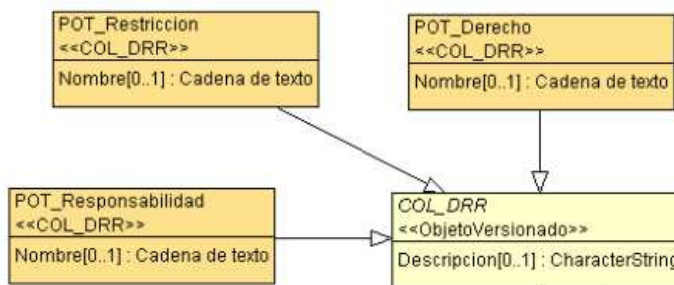 POT_Restriccion
<<COL_DRR>>
Nombre[0..1] : Cadena de texto
POT_Derecho
<<COL_DRR>>
Nombre[0..1] : Cadena de texto
POT_Responsabilidad
<<COL_DRR>>
Nombre[0..1] : Cadena de texto
COL_DRR
<<ObjetoVersionado>>
Descripcion[0..1] : CharacterString